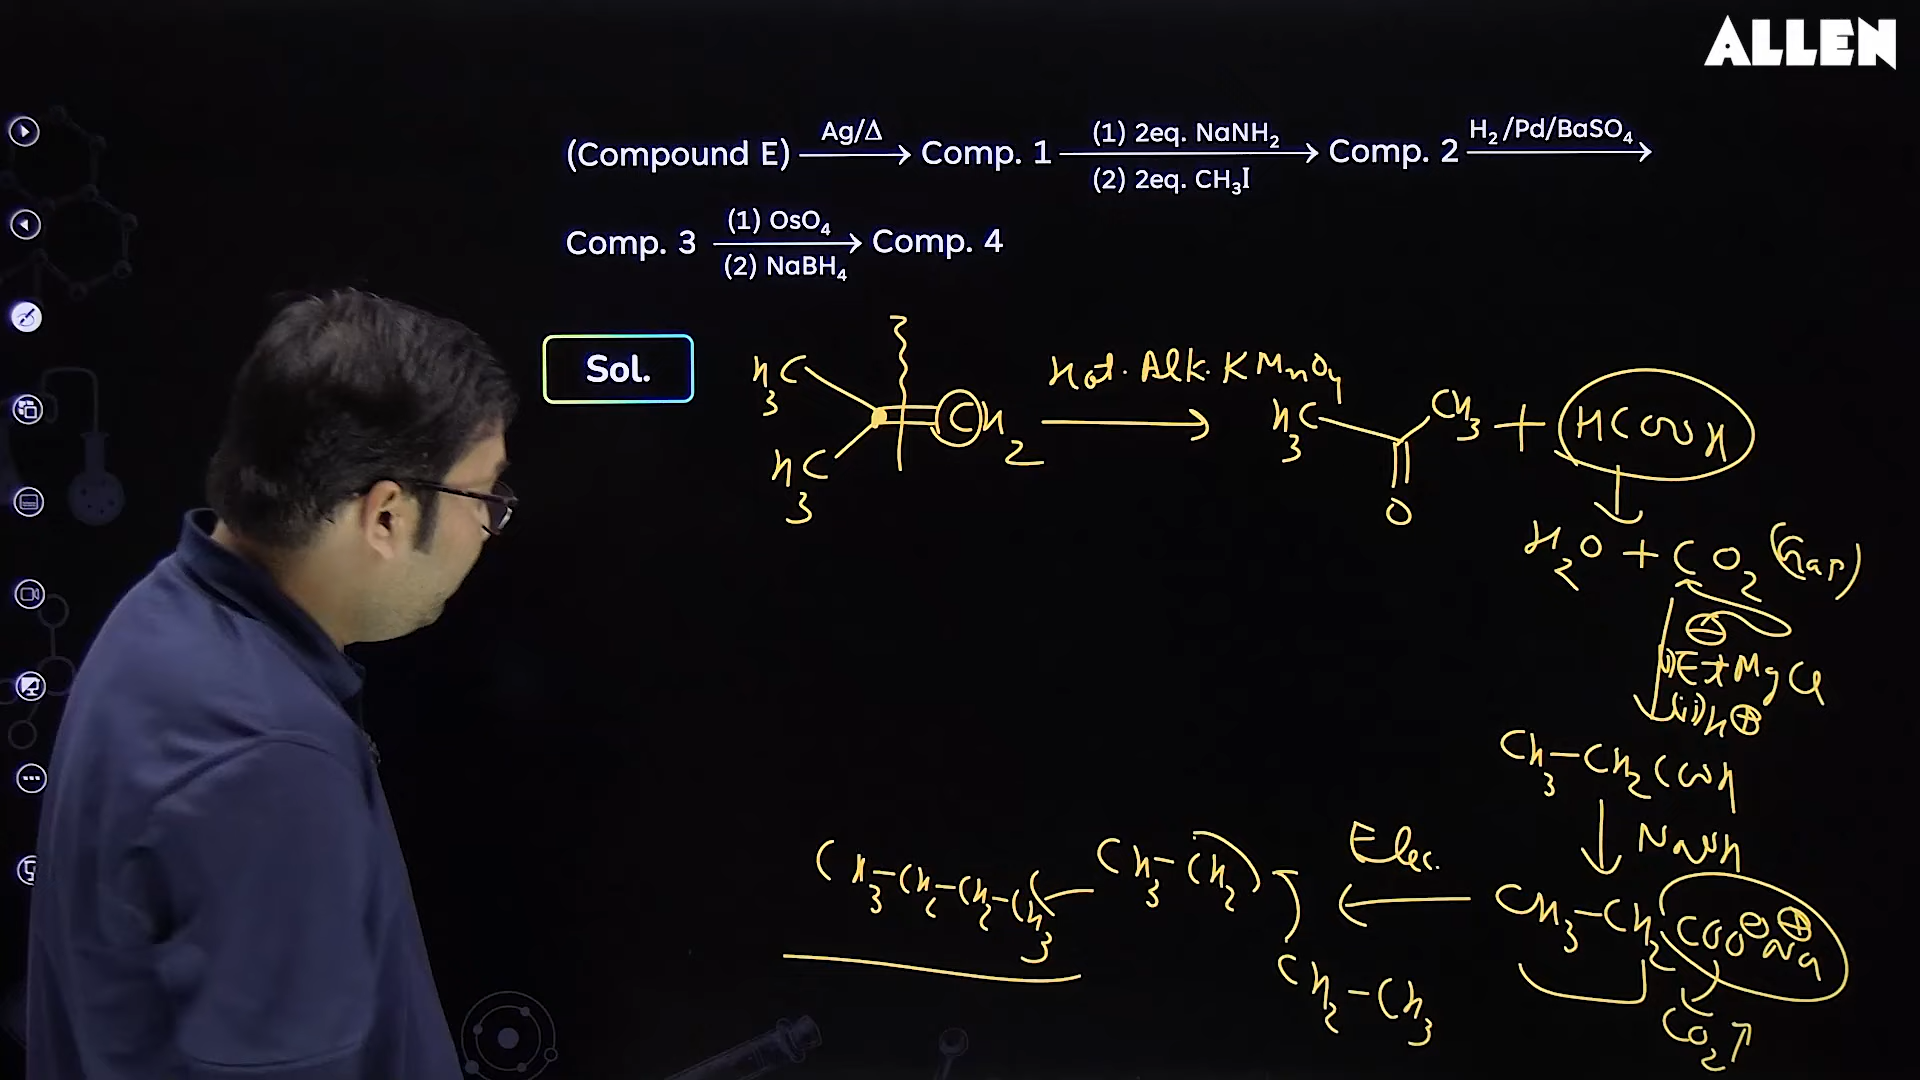 ALLEN
(Compound E) Ag/Δ → Comp. 1 (1) 2eq. NaNH₂ (2) 2eq. CH₃I → Comp. 2 H₂/Pd/BaSO₄ →
Comp. 3 (1) OsO₄ (2) NaBH₄ → Comp. 4
Sol.
H₃C
H₃C
CH₂
Hot. Alk. KMnO₄
H₃C
CH₃
O
+ HCOOH
H₂O + CO₂ (Gas)
⊖
i) EtMgCl
ii) H⊕
CH₃–CH₂COOH
NaOH
CH₃–CH₂COO⊖Na⊕
CO₂↑
Elec.
CH₃–CH₂
CH₂–CH₃
CH₃–CH₂–CH₂–CH₃